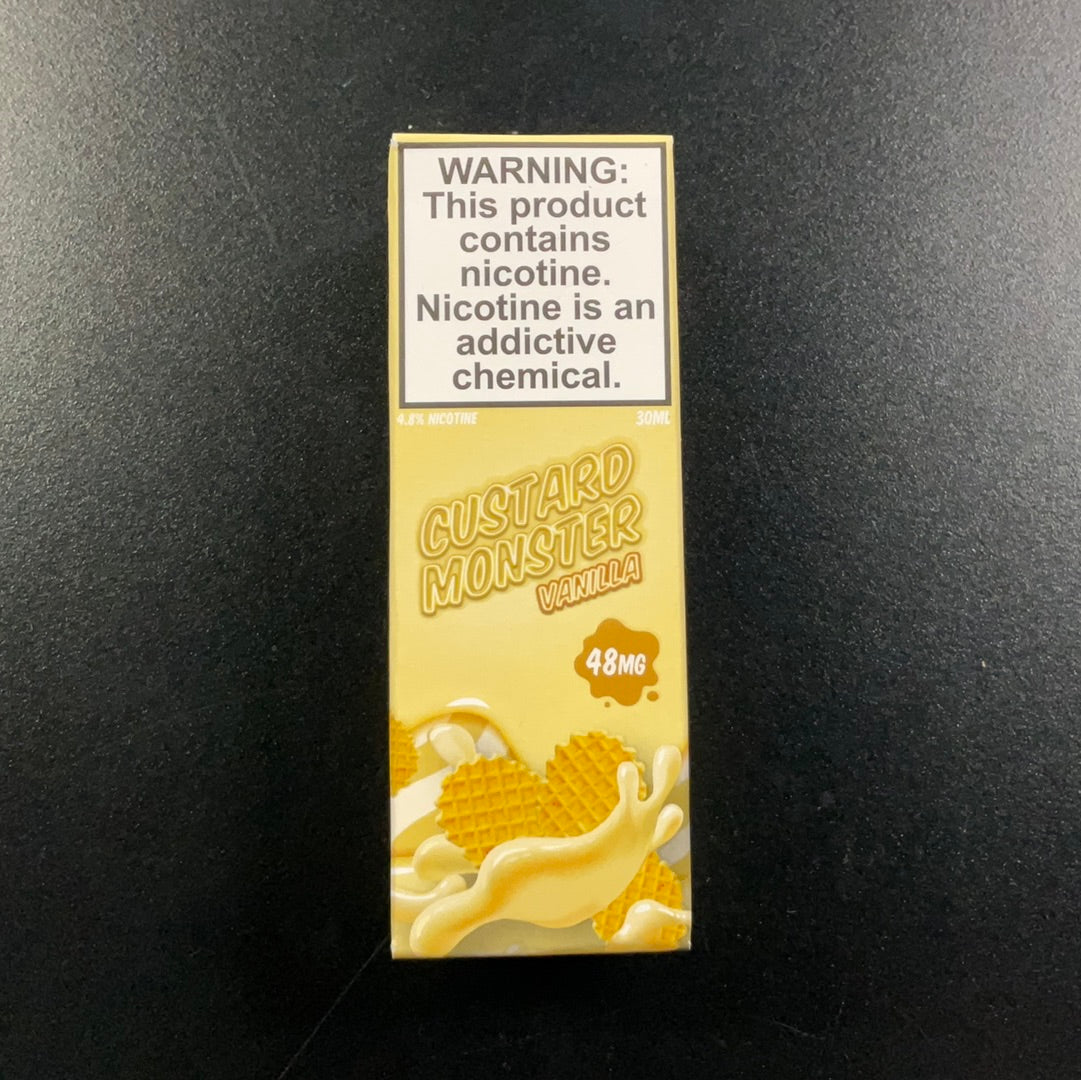 WARNING:
This product
contains
nicotine.
Nicotine is an
addictive
chemical.
4.8% NICOTINE 30ML
CUSTARD
MONSTER
VANILLA
48MG